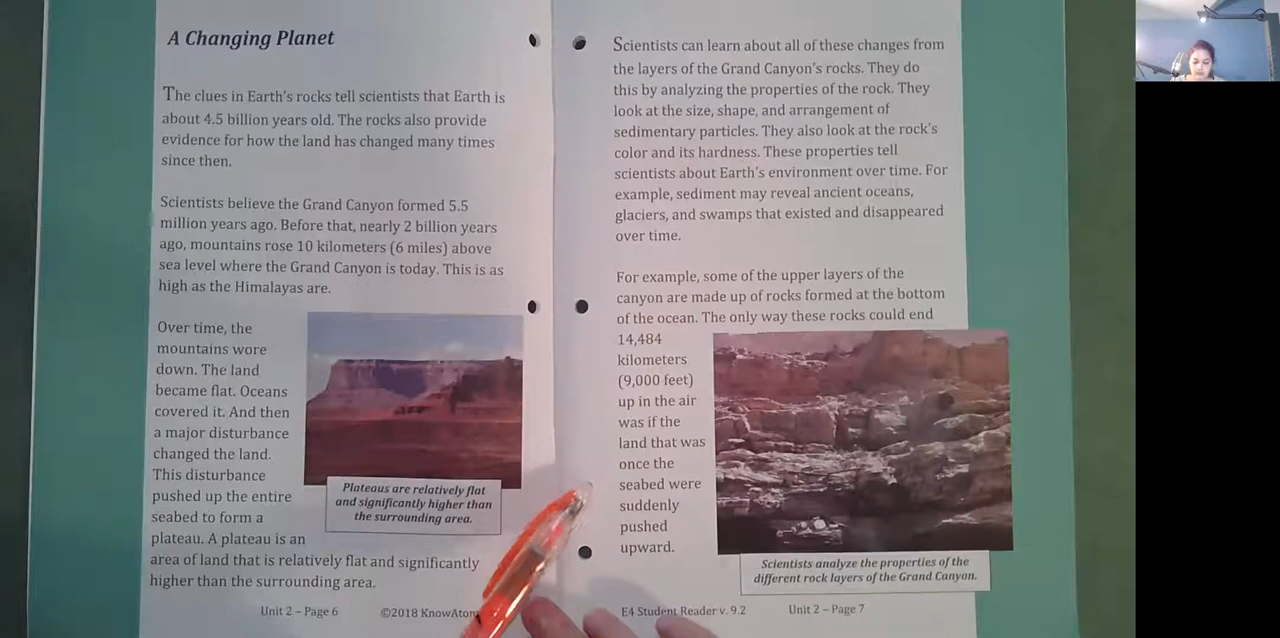 A Changing Planet
The clues in Earth's rocks tell scientists that Earth is
about 4.5 billion years old. The rocks also provide
evidence for how the land has changed many times
since then.
Scientists believe the Grand Canyon formed 5.5
million years ago. Before that, nearly 2 billion years
ago, mountains rose 10 kilometers (6 miles) above
sea level where the Grand Canyon is today. This is as
high as the Himalayas are.
Over time, the
mountains wore
down. The land
became flat. Oceans
covered it. And then
a major disturbance
changed the land.
This disturbance
pushed up the entire
seabed to form a
plateau. A plateau is an
area of land that is relatively flat and significantly
higher than the surrounding area.
Plateaus are relatively flat
and significantly higher than
the surrounding area.
Unit 2 – Page 6
©2018 KnowAtom
Scientists can learn about all of these changes from
the layers of the Grand Canyon's rocks. They do
this by analyzing the properties of the rock. They
look at the size, shape, and arrangement of
sedimentary particles. They also look at the rock's
color and its hardness. These properties tell
scientists about Earth's environment over time. For
example, sediment may reveal ancient oceans,
glaciers, and swamps that existed and disappeared
over time.
For example, some of the upper layers of the
canyon are made up of rocks formed at the bottom
of the ocean. The only way these rocks could end
14,484
kilometers
(9,000 feet)
up in the air
was if the
land that was
once the
seabed were
suddenly
pushed
upward.
Scientists analyze the properties of the
different rock layers of the Grand Canyon.
E4 Student Reader v. 9.2
Unit 2 – Page 7